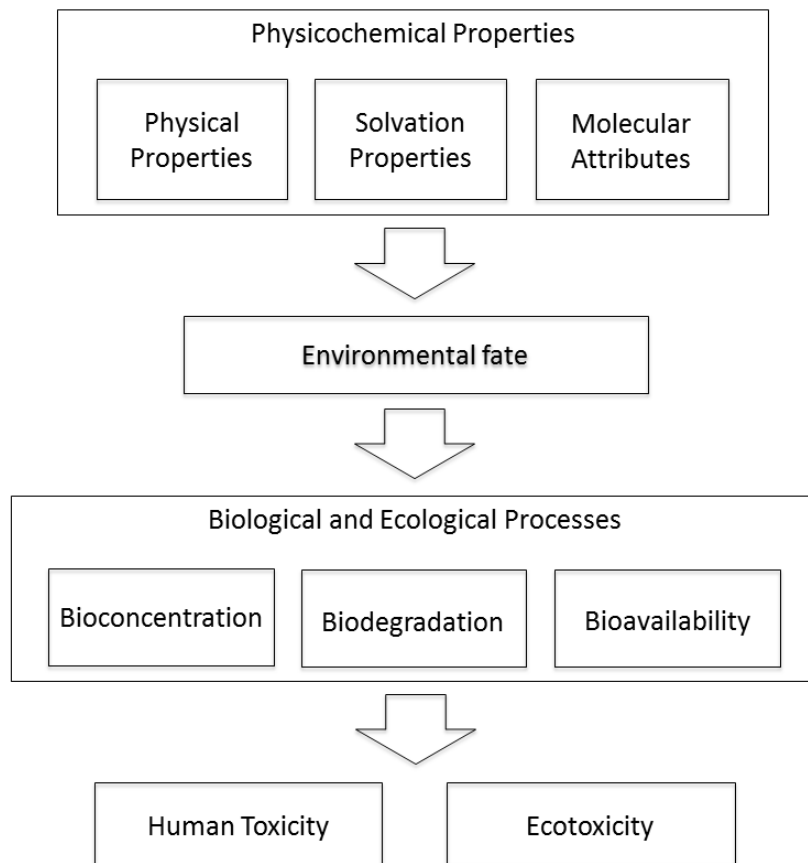 Physicochemical Properties
Physical
Properties
Solvation
Properties
Molecular
Attributes
Environmental fate
Biological and Ecological Processes
Bioconcentration
Biodegradation
Bioavailability
Human Toxicity
Ecotoxicity